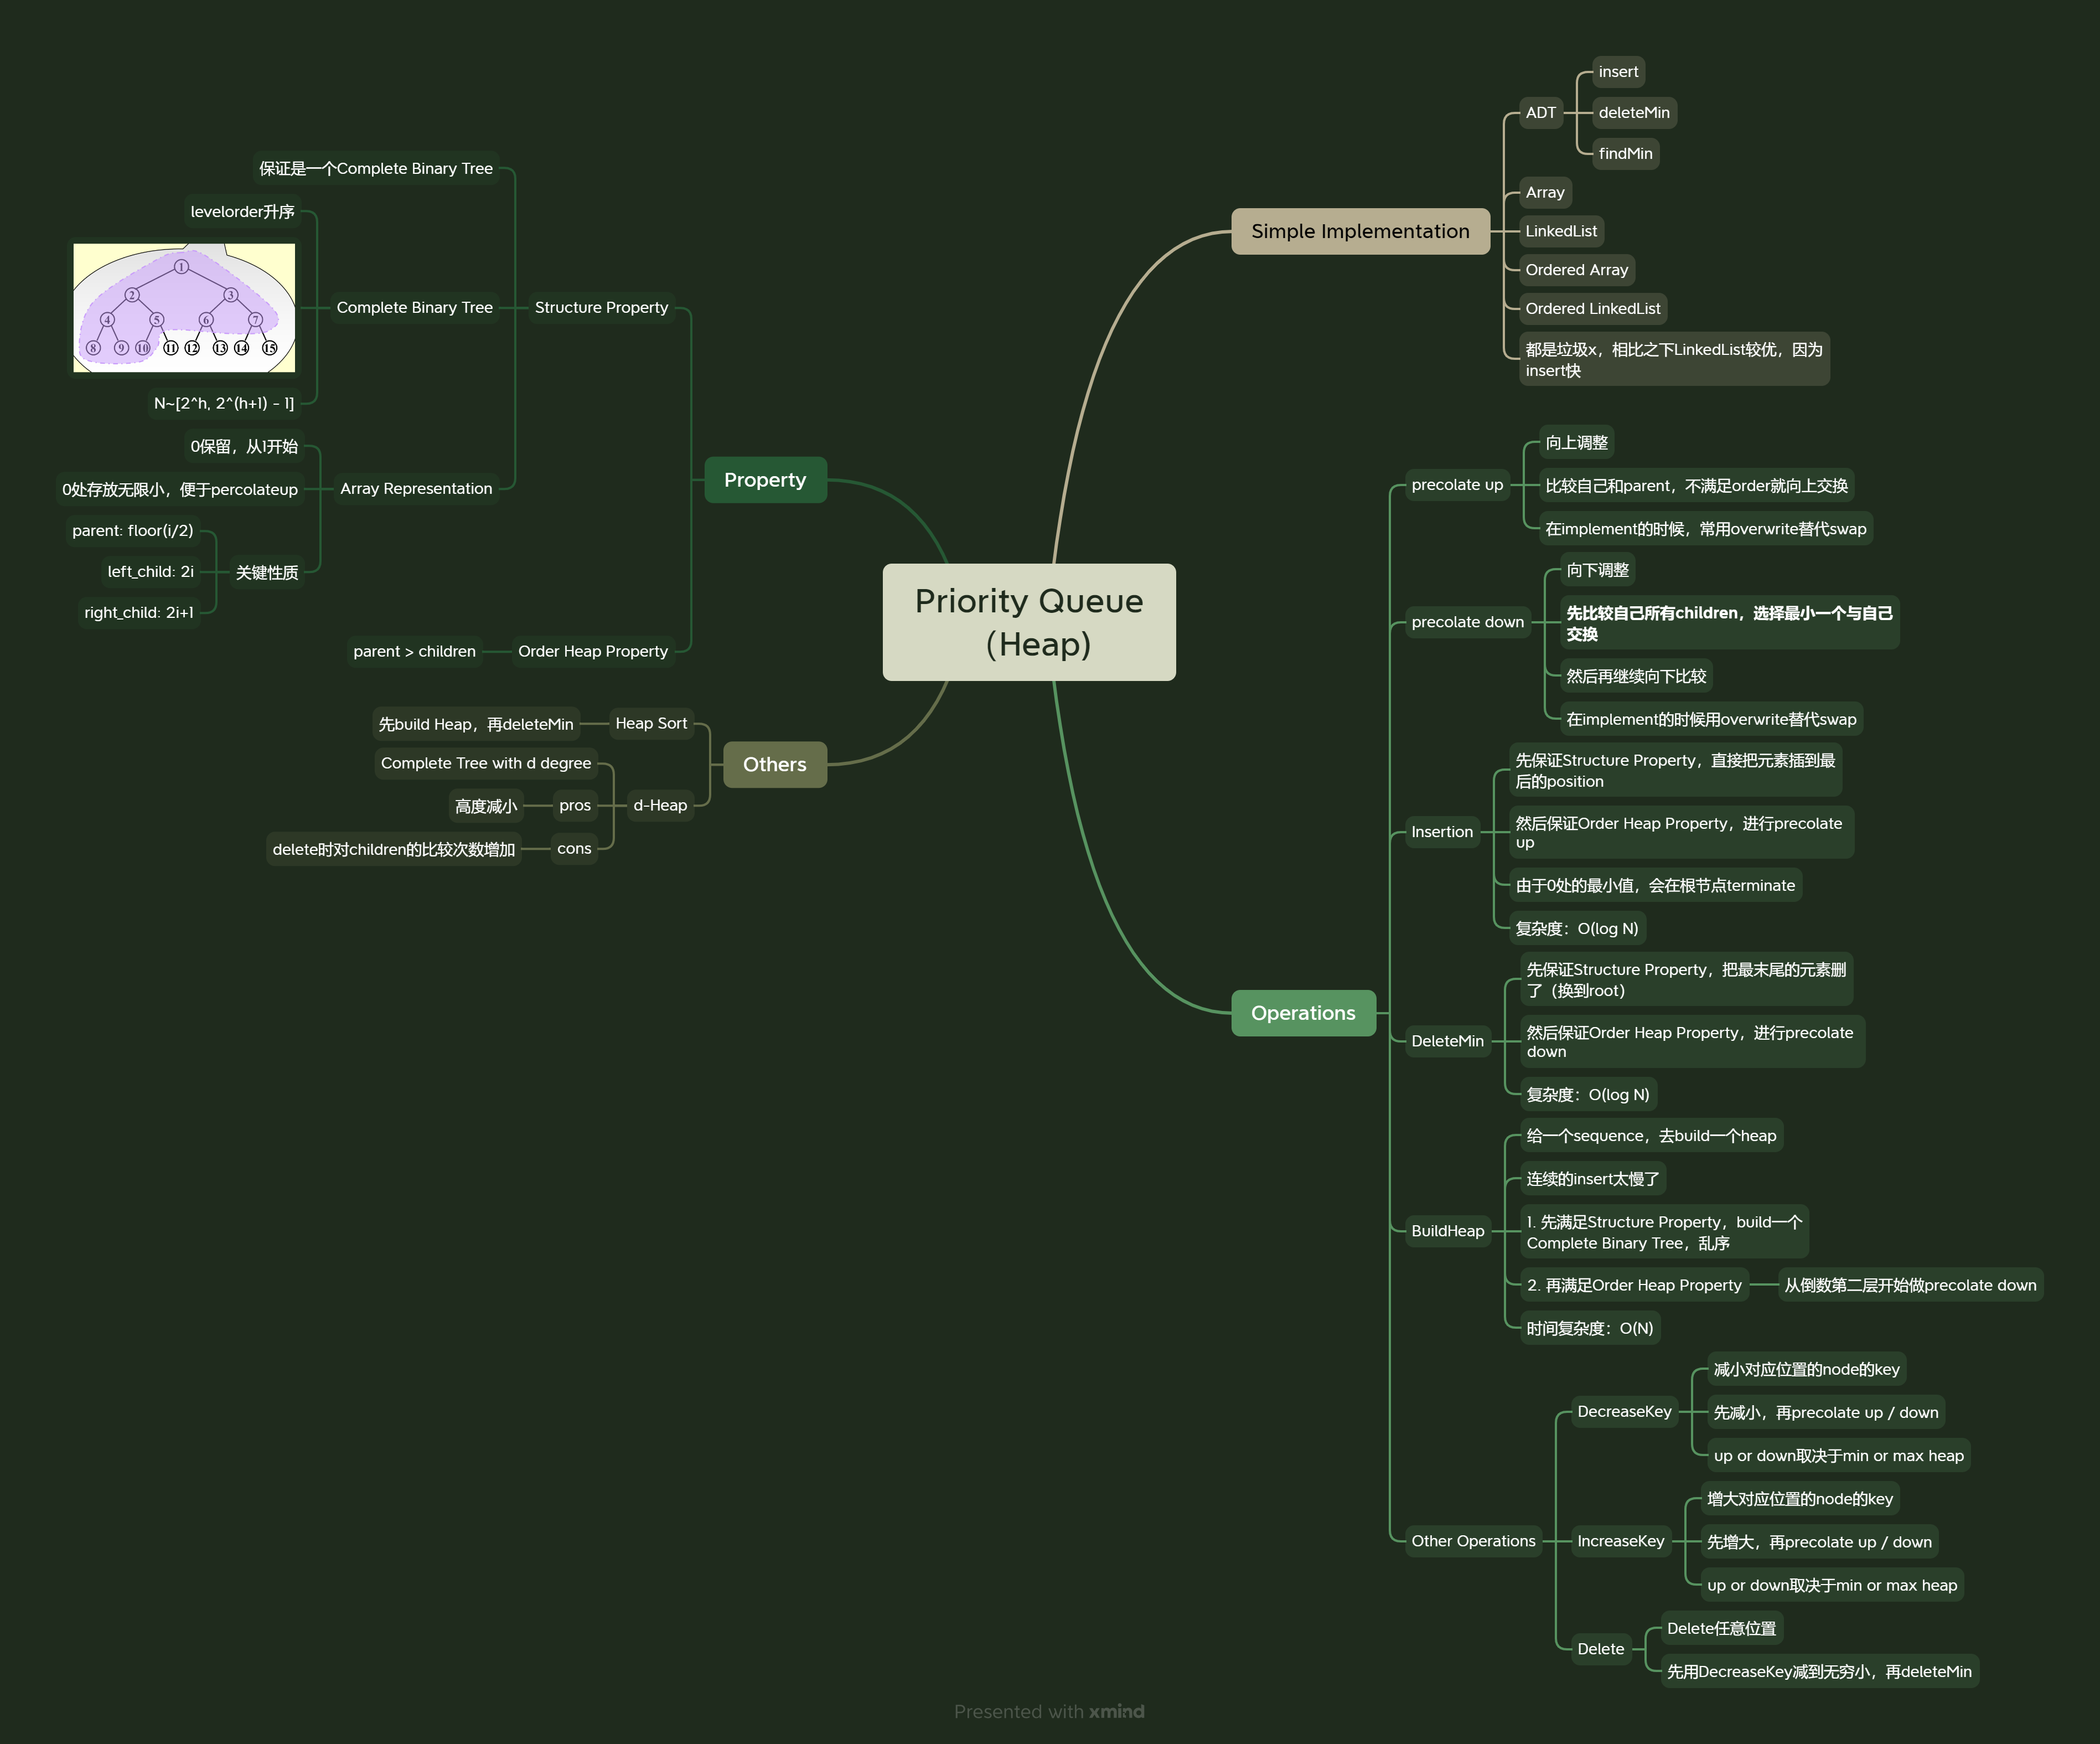 Priority Queue
(Heap)
Simple Implementation
ADT
insert
deleteMin
findMin
Array
LinkedList
Ordered Array
Ordered LinkedList
都是垃圾x，相比之下LinkedList较优，因为
insert快
Property
Structure Property
保证是一个Complete Binary Tree
Complete Binary Tree
levelorder升序
1
2 3
4 5 6 7
8 9 10 11 12 13 14 15
N~[2^h, 2^(h+1) - 1]
Array Representation
0保留，从1开始
0处存放无限小，便于percolateup
关键性质
parent: floor(i/2)
left_child: 2i
right_child: 2i+1
Order Heap Property
parent > children
Others
Heap Sort
先build Heap，再deleteMin
d-Heap
Complete Tree with d degree
pros
高度减小
cons
delete时对children的比较次数增加
Operations
precolate up
向上调整
比较自己和parent，不满足order就向上交换
在implement的时候，常用overwrite替代swap
precolate down
向下调整
先比较自己所有children，选择最小一个与自己
交换
然后再继续向下比较
在implement的时候用overwrite替代swap
Insertion
先保证Structure Property，直接把元素插到最
后的position
然后保证Order Heap Property，进行precolate
up
由于0处的最小值，会在根节点terminate
复杂度：O(log N)
DeleteMin
先保证Structure Property，把最末尾的元素删
了（换到root）
然后保证Order Heap Property，进行precolate
down
复杂度：O(log N)
BuildHeap
给一个sequence，去build一个heap
连续的insert太慢了
1. 先满足Structure Property，build一个
Complete Binary Tree，乱序
2. 再满足Order Heap Property
从倒数第二层开始做precolate down
时间复杂度：O(N)
Other Operations
DecreaseKey
减小对应位置的node的key
先减小，再precolate up / down
up or down取决于min or max heap
IncreaseKey
增大对应位置的node的key
先增大，再precolate up / down
up or down取决于min or max heap
Delete
Delete任意位置
先用DecreaseKey减到无穷小，再deleteMin
Presented with xmind